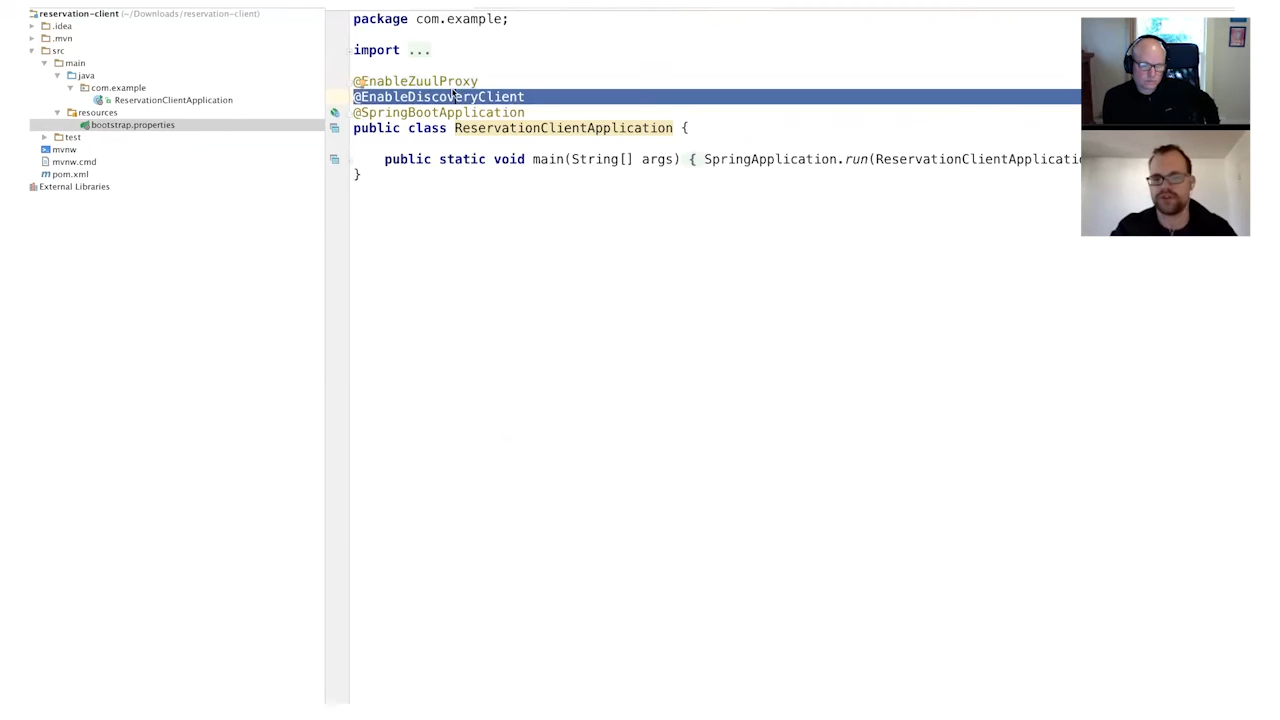 reservation-client (~/Downloads/reservation-client)
.idea
.mvn
src
main
java
com.example
ReservationClientApplication
resources
bootstrap.properties
test
mvnw
mvnw.cmd
pom.xml
External Libraries
package com.example;
import ...
@EnableZuulProxy
@EnableDiscoveryClient
@SpringBootApplication
public class ReservationClientApplication {
public static void main(String[] args) { SpringApplication.run(ReservationClientApplicatio
}